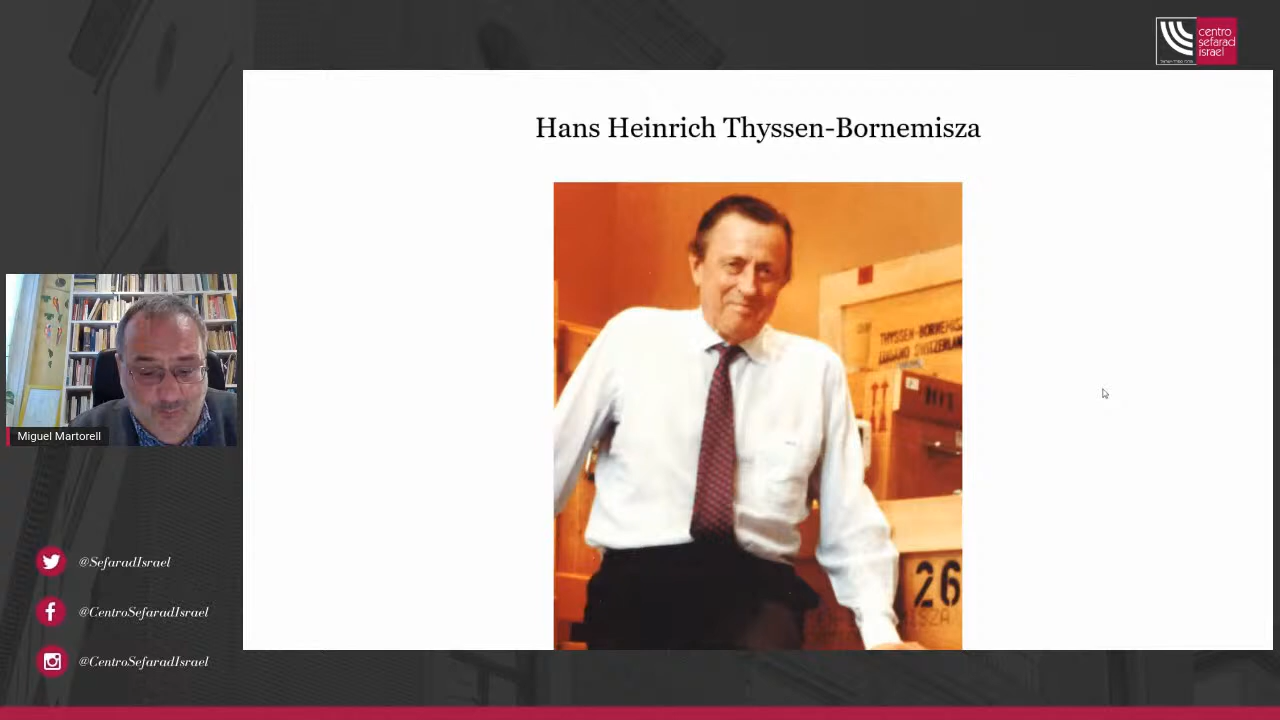 centro
sefarad
israel
Hans Heinrich Thyssen-Bornemisza
THYSSEN-BORNEMIS
LUGANO SWITZERLAN
26
Miguel Martorell
@SefaradIsrael
@CentroSefaradIsrael
@CentroSefaradIsrael